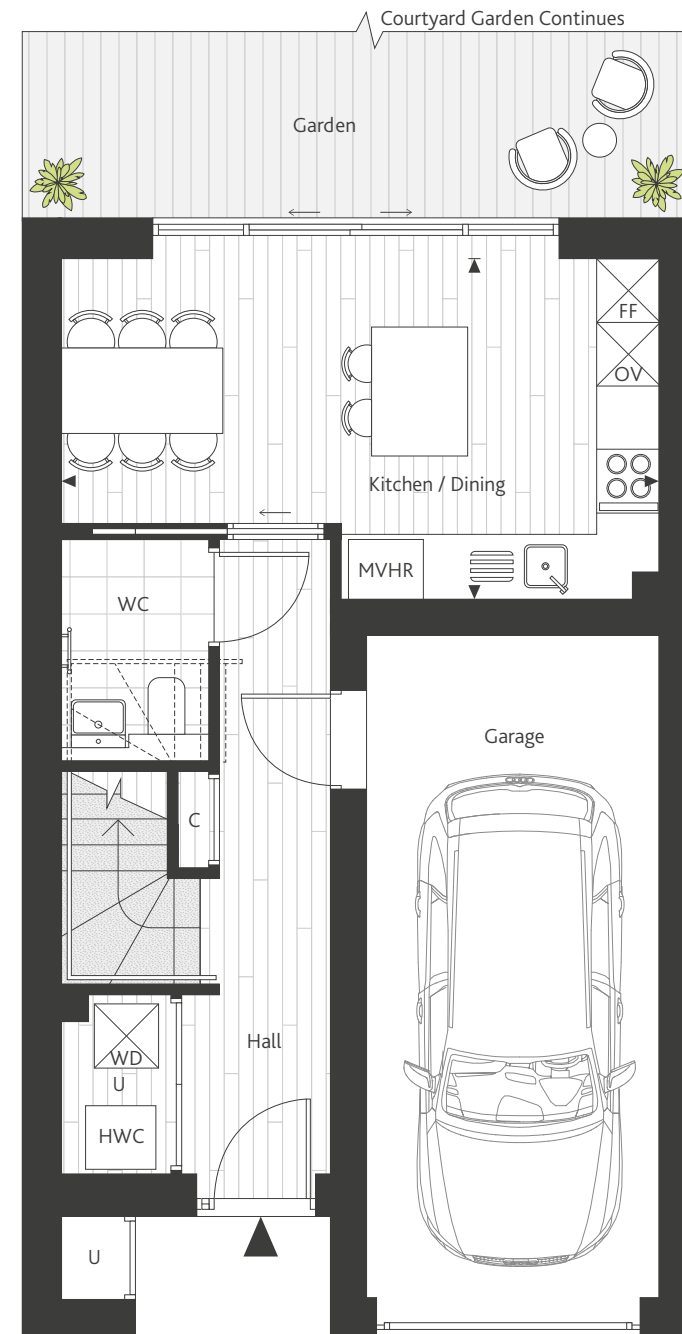 Courtyard Garden Continues
Garden
FF
OV
Kitchen / Dining
MVHR
WC
Garage
C
Hall
WD
U
HWC
U